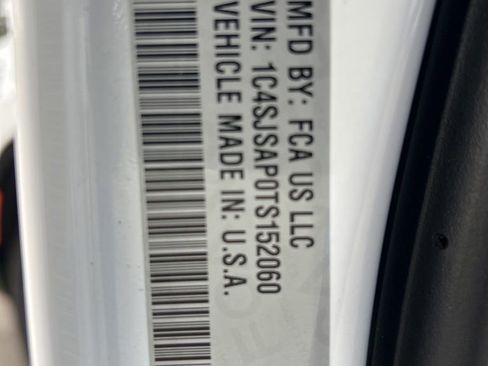 MFD BY: FCA US LLC
VIN: 1C4SJSAP0TS152060
VEHICLE MADE IN: U.S.A.